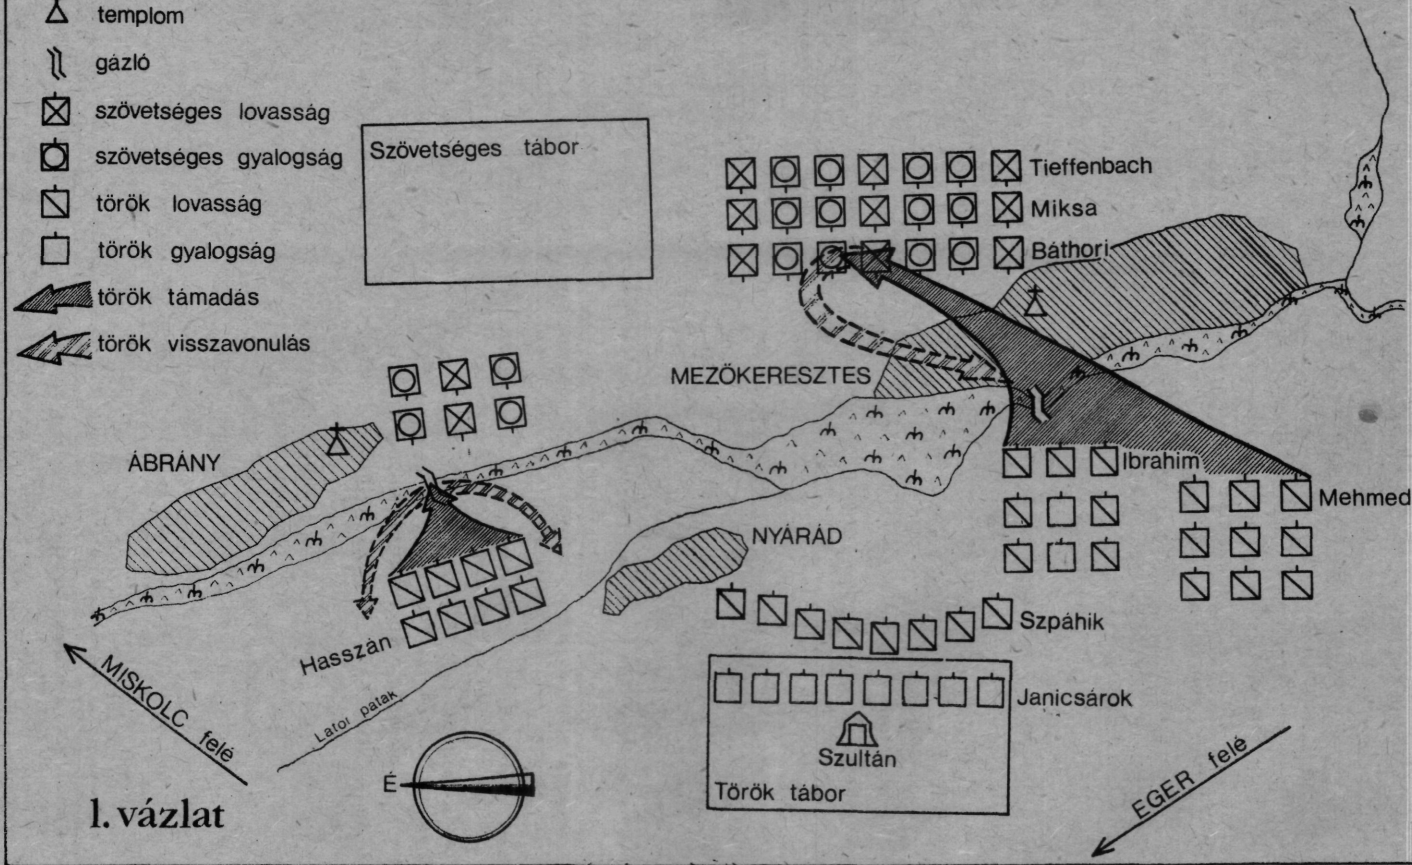 templom
gázló
szövetséges lovasság
szövetséges gyalogság
török lovasság
török gyalogság
török támadás
török visszavonulás
Szövetséges tábor
Tieffenbach
Miksa
Báthori
MEZŐKERESZTES
ÁBRÁNY
Ibrahim
Mehmed
NYÁRÁD
Szpáhik
Hasszán
MISKOLC felé
Latoi patak
Janicsárok
Szultán
Török tábor
EGER felé
É
1. vázlat